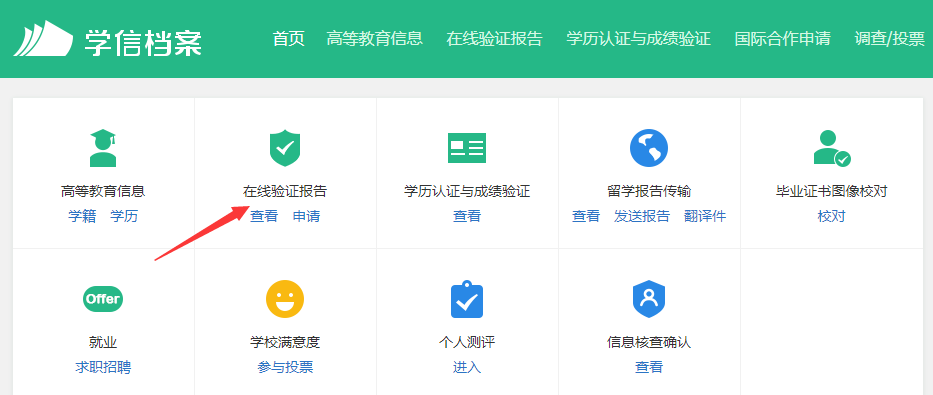 学信档案 首页 高等教育信息 在线验证报告 学历认证与成绩验证 国际合作申请 调查/投票
高等教育信息 在线验证报告 学历认证与成绩验证 留学报告传输 毕业证书图像校对
学籍 学历 查看 申请 查看 查看 发送报告 翻译件 校对
Offer
就业 学校满意度 个人测评 信息核查确认
求职招聘 参与投票 进入 查看